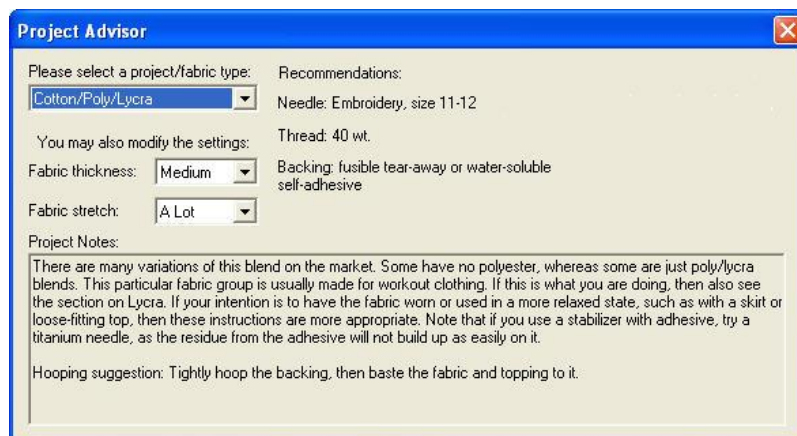 Project Advisor
Please select a project/fabric type:
Cotton/Poly/Lycra
You may also modify the settings:
Fabric thickness: Medium
Fabric stretch: A Lot
Recommendations:
Needle: Embroidery, size 11-12
Thread: 40 wt.
Backing: fusible tear-away or water-soluble
self-adhesive
Project Notes:
There are many variations of this blend on the market. Some have no polyester, whereas some are just poly/lycra
blends. This particular fabric group is usually made for workout clothing. If this is what you are doing, then also see
the section on Lycra. If your intention is to have the fabric worn or used in a more relaxed state, such as with a skirt or
loose-fitting top, then these instructions are more appropriate. Note that if you use a stabilizer with adhesive, try a
titanium needle, as the residue from the adhesive will not build up as easily on it.
Hooping suggestion: Tightly hoop the backing, then baste the fabric and topping to it.